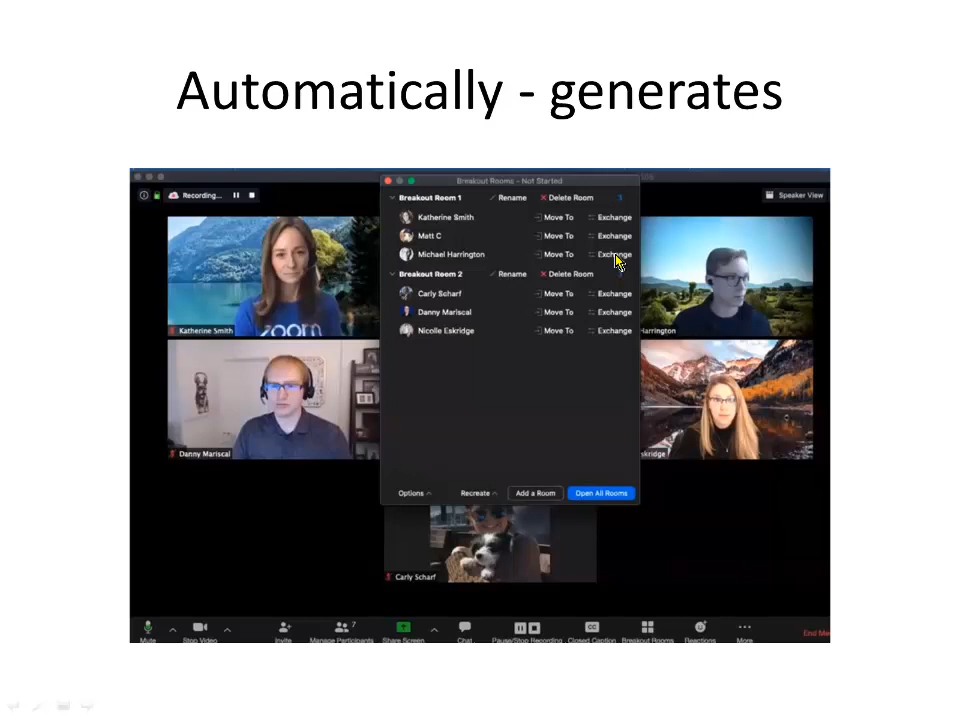 Automatically - generates
Breakout Rooms - Not Started
Recording...
Speaker View
Breakout Room 1 Rename Delete Room 3
Katherine Smith Move To Exchange
Matt C Move To Exchange
Michael Harrington Move To Exchange
Breakout Room 2 Rename Delete Room
Carly Scharf Move To Exchange
Danny Mariscal Move To Exchange
Nicolle Eskridge Move To Exchange
zoom
Katherine Smith
Harrington
Danny Mariscal
skridge
Options Recreate Add a Room Open All Rooms
Carly Scharf
7
CC
Mute Stop Video Invite Manage Participants Share Screen Chat Pause/Stop Recording Closed Caption Breakout Rooms Reactions More End Me